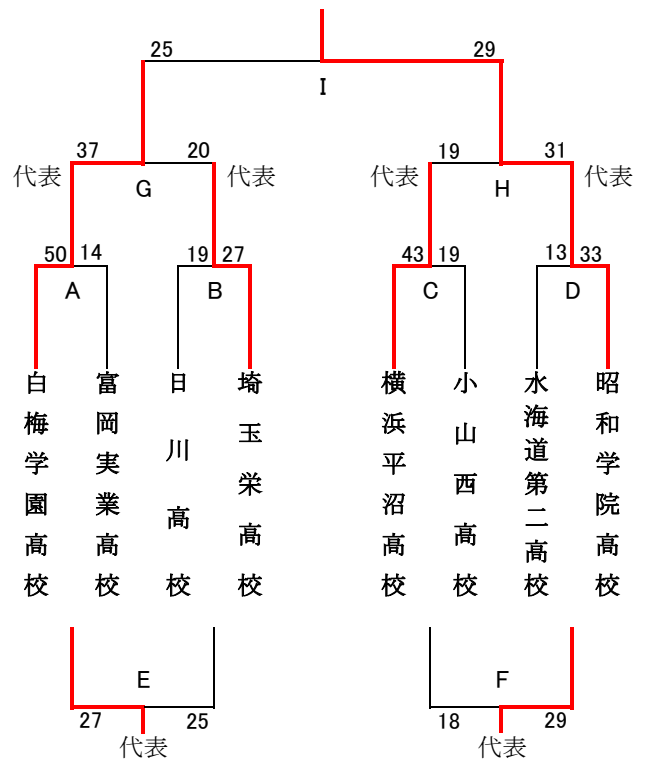 25 29
I
37 20 19 31
代表 代表 代表 代表
G H
50 14 19 27 43 19 13 33
A B C D
白梅学園高校
富岡実業高校
日川高校
埼玉栄高校
横浜平沼高校
小山西高校
水海道第二高校
昭和学院高校
E F
27 25 18 29
代表 代表